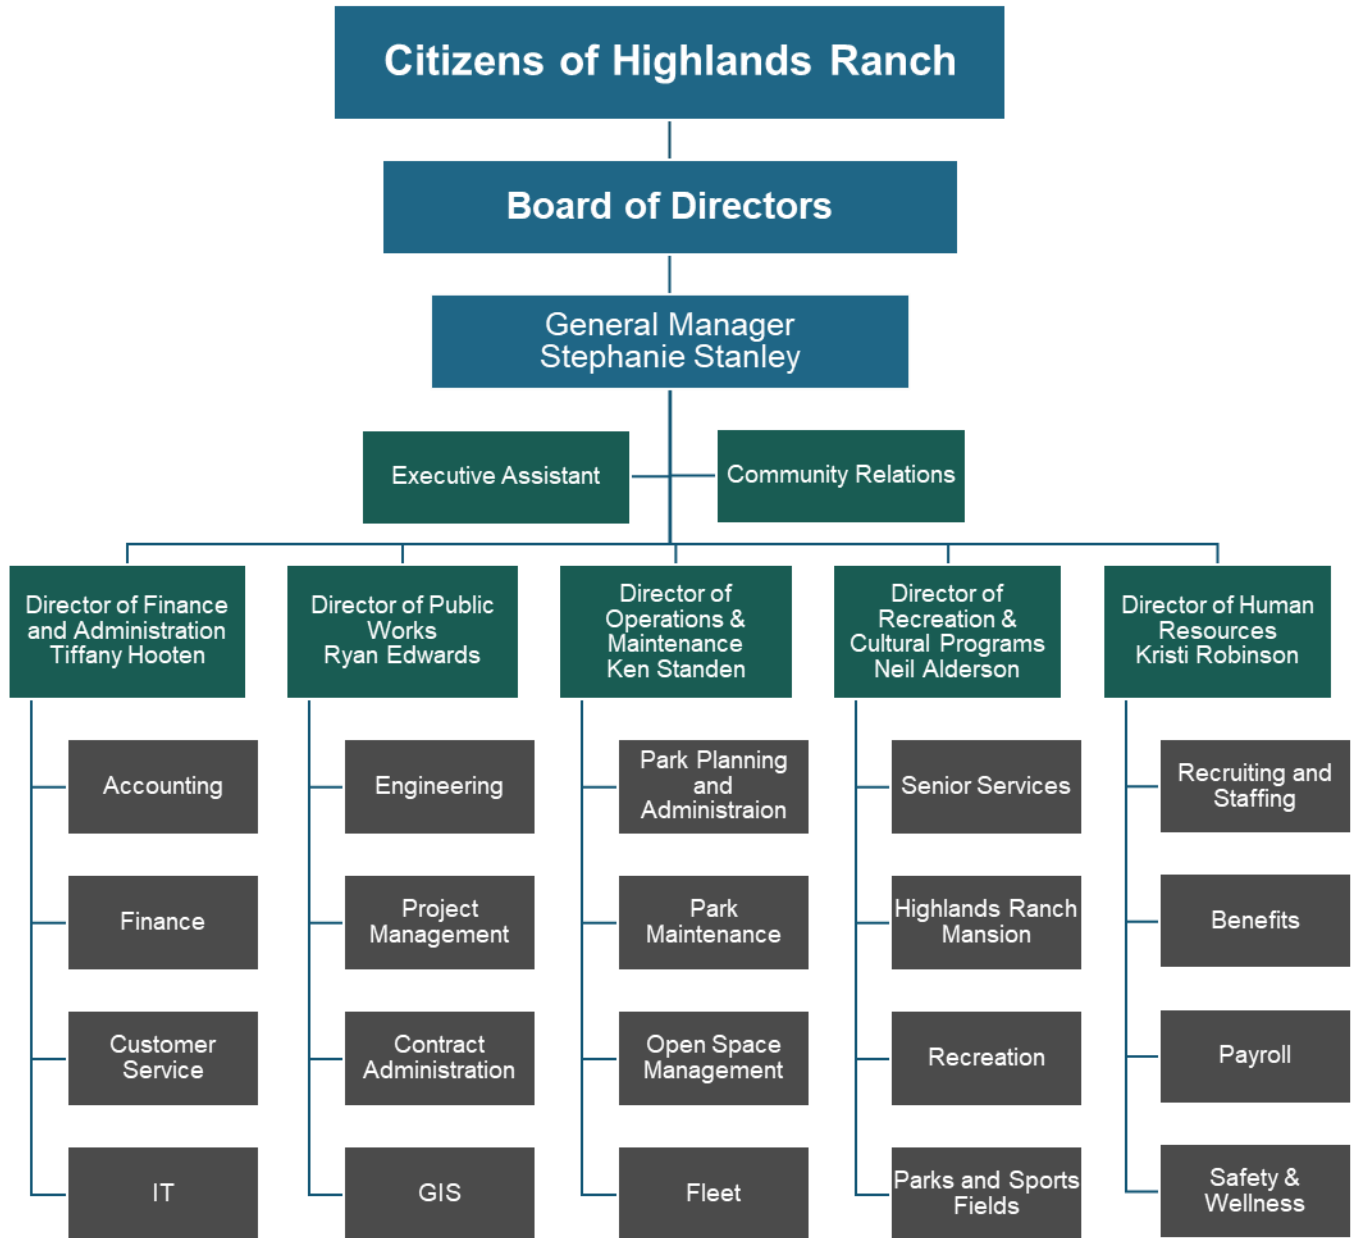 Citizens of Highlands Ranch
Board of Directors
General Manager
Stephanie Stanley
Executive Assistant
Community Relations
Director of Finance
and Administration
Tiffany Hooten
Director of Public
Works
Ryan Edwards
Director of
Operations &
Maintenance
Ken Standen
Director of
Recreation &
Cultural Programs
Neil Alderson
Director of Human
Resources
Kristi Robinson
Accounting
Finance
Customer
Service
IT
Engineering
Project
Management
Contract
Administration
GIS
Park Planning
and
Administraion
Park
Maintenance
Open Space
Management
Fleet
Senior Services
Highlands Ranch
Mansion
Recreation
Parks and Sports
Fields
Recruiting and
Staffing
Benefits
Payroll
Safety &
Wellness